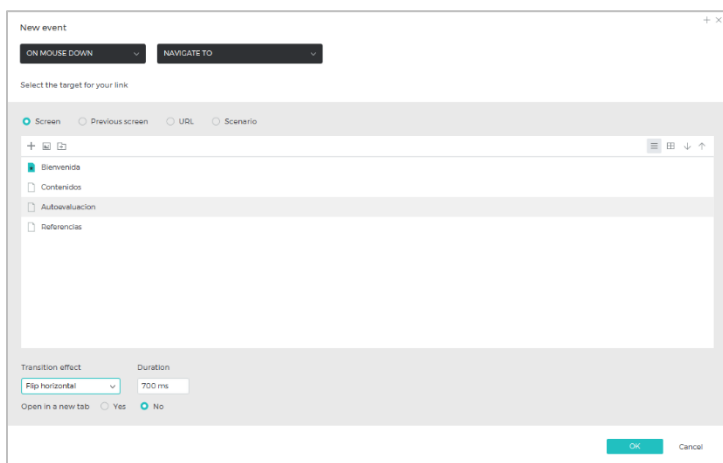 New event
ON MOUSE DOWN NAVIGATE TO
Select the target for your link
Screen Previous screen URL Scenario
Bienvenida
Contenidos
Autoevaluacion
Referencias
Transition effect Duration
Flip horizontal 700 ms
Open in a new tab Yes No
OK Cancel